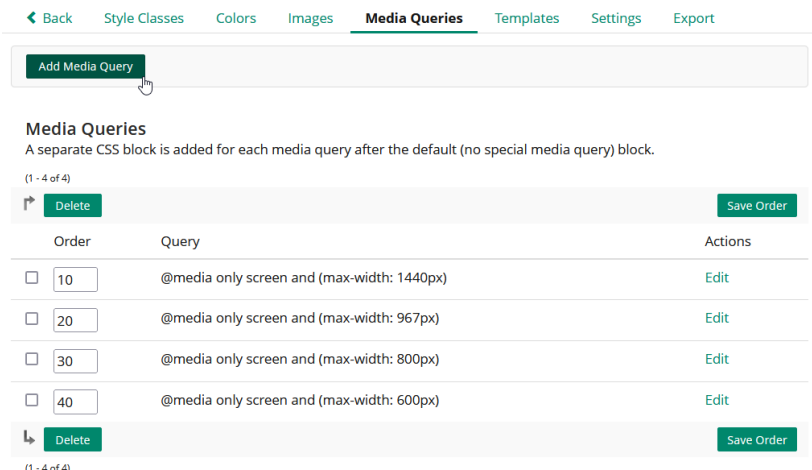 Back Style Classes Colors Images Media Queries Templates Settings Export
Add Media Query
Media Queries
A separate CSS block is added for each media query after the default (no special media query) block.
(1 - 4 of 4)
Delete Save Order
Order Query Actions
10 @media only screen and (max-width: 1440px) Edit
20 @media only screen and (max-width: 967px) Edit
30 @media only screen and (max-width: 800px) Edit
40 @media only screen and (max-width: 600px) Edit
Delete Save Order
(1 - 4 of 4)